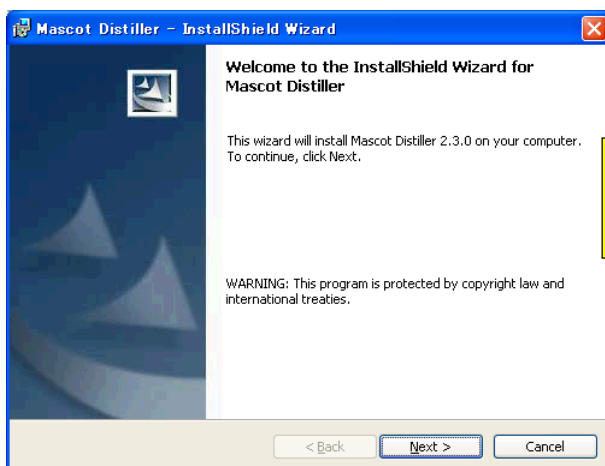 Mascot Distiller - InstallShield Wizard
Welcome to the InstallShield Wizard for
Mascot Distiller
This wizard will install Mascot Distiller 2.3.0 on your computer.
To continue, click Next.
WARNING: This program is protected by copyright law and
international treaties.
< Back
Next >
Cancel